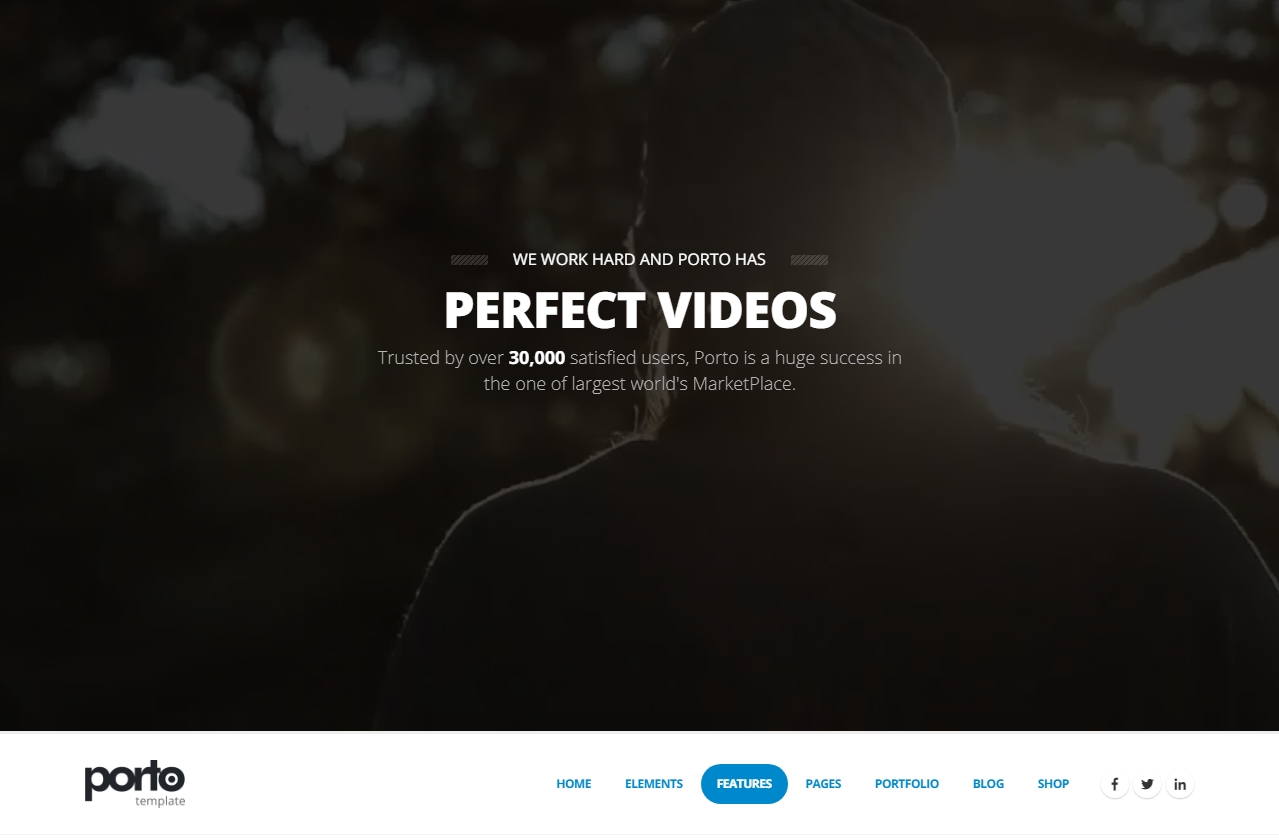 WE WORK HARD AND PORTO HAS
PERFECT VIDEOS
Trusted by over 30,000 satisfied users, Porto is a huge success in
the one of largest world's MarketPlace.
porto
template
HOME ELEMENTS FEATURES PAGES PORTFOLIO BLOG SHOP